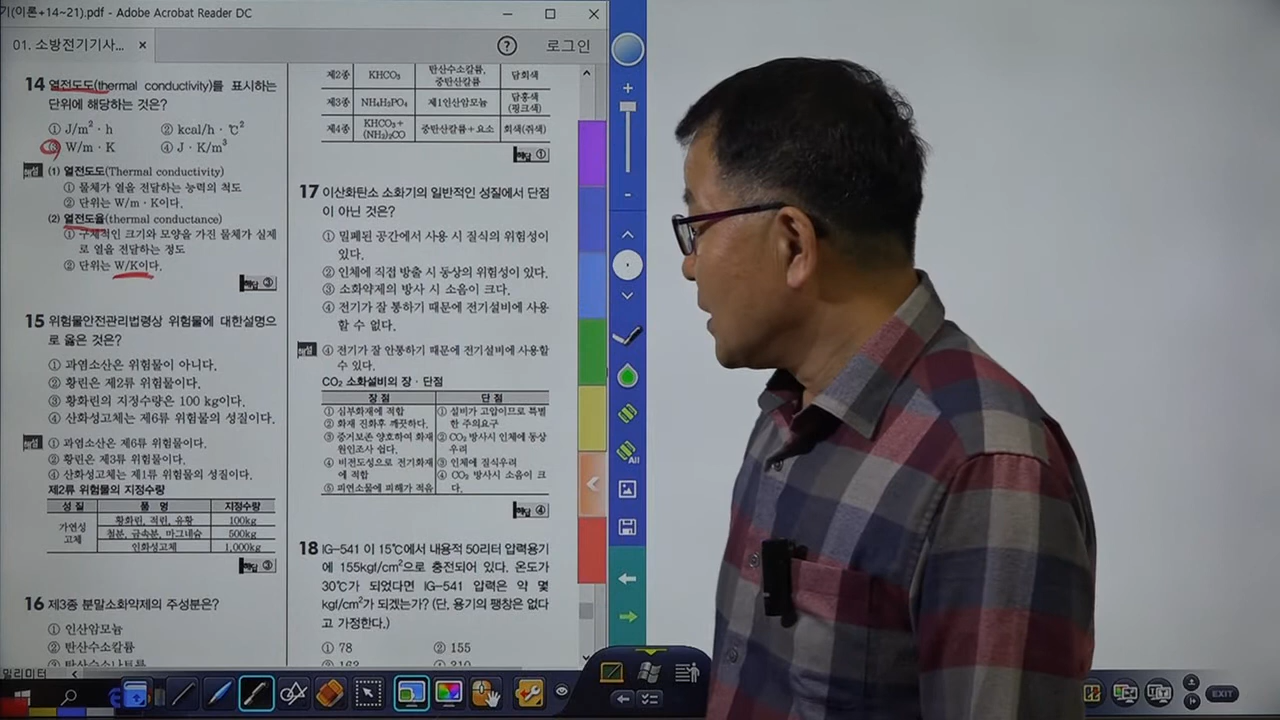 기(이론+14~21).pdf - Adobe Acrobat Reader DC
01. 소방전기기사... ×
로그인
14 열전도도(thermal conductivity)를 표시하는
단위에 해당하는 것은?
① J/m²·h ② kcal/h·℃²
③ W/m·K ④ J·K/m³
해설 (1) 열전도도(Thermal conductivity)
① 물체가 열을 전달하는 능력의 척도
② 단위는 W/m·K이다.
(2) 열전도율(thermal conductance)
① 구체적인 크기와 모양을 가진 물체가 실제
로 열을 전달하는 정도
② 단위는 W/K이다.
해답 ③
15 위험물안전관리법령상 위험물에 대한설명으
로 옳은 것은?
① 과염소산은 위험물이 아니다.
② 황린은 제2류 위험물이다.
③ 황화린의 지정수량은 100 kg이다.
④ 산화성고체는 제6류 위험물의 성질이다.
해설 ① 과염소산은 제6류 위험물이다.
② 황린은 제3류 위험물이다.
④ 산화성고체는 제1류 위험물의 성질이다.
제2류 위험물의 지정수량
성 질 품 명 지정수량
가연성
고체
황화린, 적린, 유황 100kg
철분, 금속분, 마그네슘 500kg
인화성고체 1,000kg
해답 ③
16 제3종 분말소화약제의 주성분은?
① 인산암모늄
② 탄산수소칼륨
③ 탄산수소나트륨
제2종 KHCO₃ 탄산수소칼륨,
중탄산칼륨 담회색
제3종 NH₄H₂PO₄ 제1인산암모늄 담홍색
(핑크색)
제4종 KHCO₃+
(NH₂)₂CO 중탄산칼륨+요소 회색(쥐색)
해답 ①
17 이산화탄소 소화기의 일반적인 성질에서 단점
이 아닌 것은?
① 밀폐된 공간에서 사용 시 질식의 위험성이
있다.
② 인체에 직접 방출 시 동상의 위험성이 있다.
③ 소화약제의 방사 시 소음이 크다.
④ 전기가 잘 통하기 때문에 전기설비에 사용
할 수 없다.
해설 ④ 전기가 잘 안통하기 때문에 전기설비에 사용할
수 있다.
CO₂ 소화설비의 장·단점
장 점 단 점
① 심부화재에 적합
② 화재 진화후 깨끗하다.
③ 증거보존 양호하여 화재
원인조사 쉽다.
④ 비전도성으로 전기화재
에 적합
⑤ 피연소물에 피해가 적음
① 설비가 고압이므로 특별
한 주의요구
② CO₂ 방사시 인체에 동상
우려
③ 인체에 질식우려
④ CO₂ 방사시 소음이 크
다.
해답 ④
18 IG-541 이 15℃에서 내용적 50리터 압력용기
에 155kgf/cm²으로 충전되어 있다. 온도가
30℃가 되었다면 IG-541 압력은 약 몇
kgf/cm²가 되겠는가? (단, 용기의 팽창은 없다
고 가정한다.)
① 78 ② 155
③ 163 ④ 310
All
밀리미터
EXIT